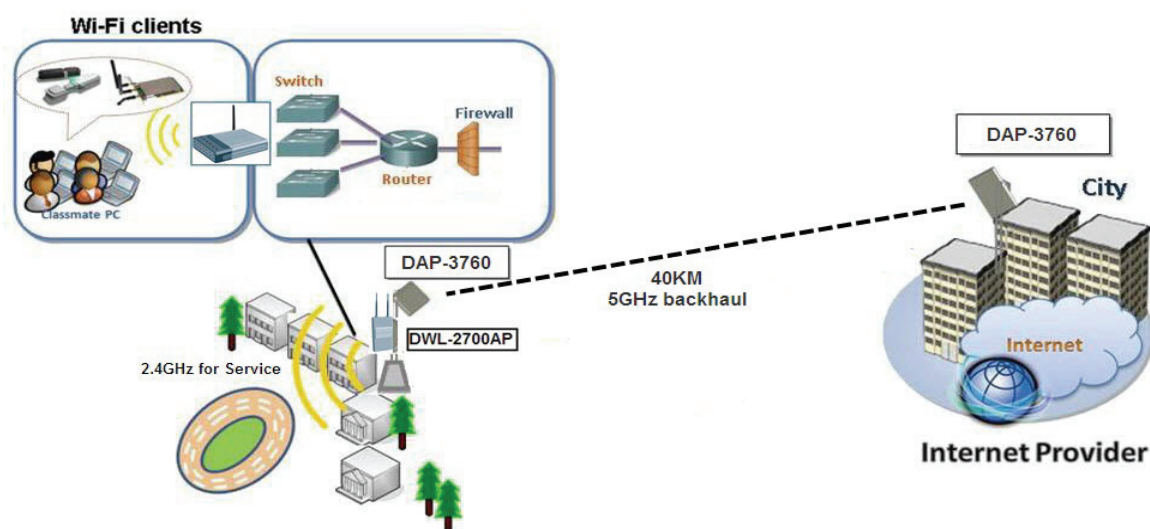 Wi-Fi clients
Switch
Firewall
Router
Classmate PC
DAP-3760
City
DAP-3760
40KM
5GHz backhaul
DWL-2700AP
2.4GHz for Service
Internet
Internet Provider